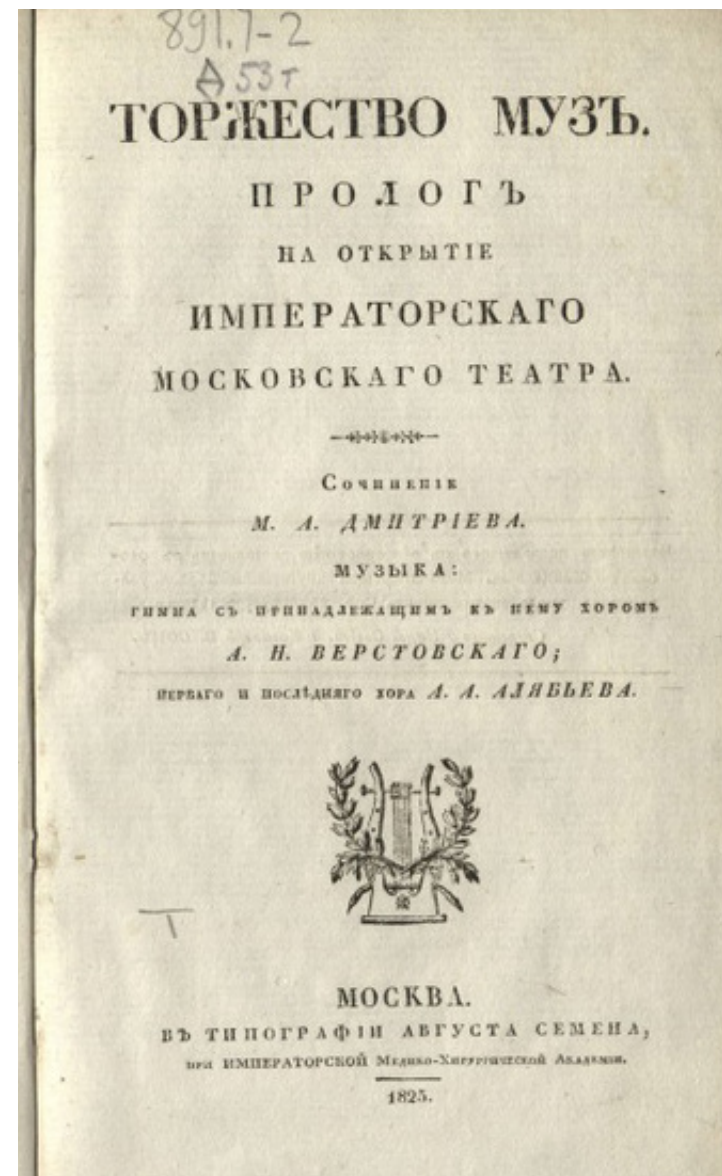 891.7-2
Д53т
ТОРЖЕСТВО МУЗЪ.
ПРОЛОГЪ
НА ОТКРЫТІЕ
ИМПЕРАТОРСКАГО
МОСКОВСКАГО ТЕАТРА.
Сочиненіе
М. А. ДМИТРІЕВА.
МУЗЫКА:
ГИМНА СЪ ПРИНАДЛЕЖАЩИМЪ КЪ НЕМУ ХОРОМЪ
А. Н. ВЕРСТОВСКАГО;
ПЕРВАГО И ПОСЛѢДНЯГО ХОРА А. А. АЛЯБЬЕВА.
МОСКВА.
ВЪ ТИПОГРАФІИ АВГУСТА СЕМЕНА,
при ИМПЕРАТОРСКОЙ Медико-Хирургической Академіи.
1825.